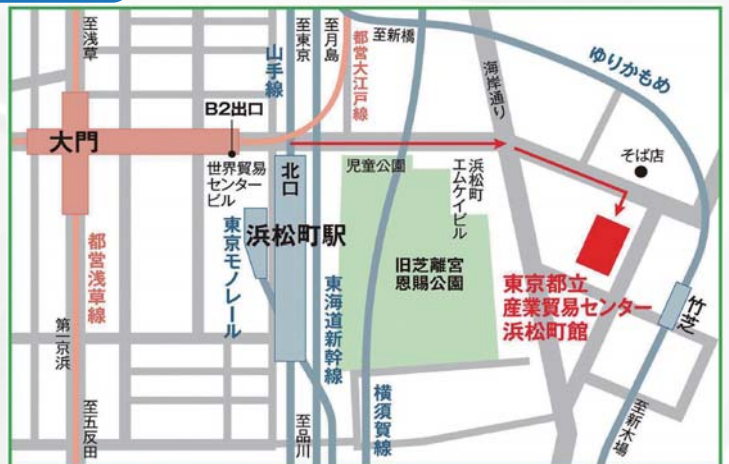 至浅草
至東京
至月島
至新橋
山手線
都営大江戸線
海岸通り
ゆりかもめ
B2出口
大門
世界貿易
センター
ビル
北口
児童公園
浜松町
エムケイビル
そば店
浜松町駅
東京モノレール
旧芝離宮
恩賜公園
東京都立
産業貿易センター
浜松町館
竹芝
都営浅草線
第一京浜
東海道新幹線
横須賀線
至五反田
至品川
至新木場